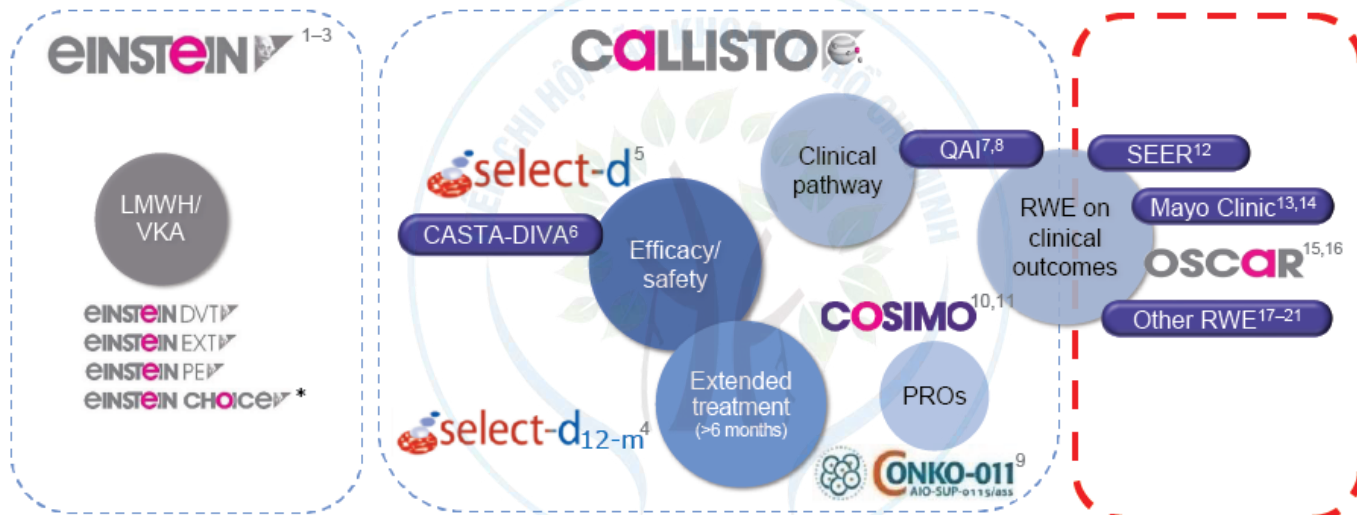 eINSTeIN 1–3
LMWH/
VKA
eINSTeIN DVT
eINSTeIN EXT
eINSTeIN PE
eINSTeIN CHOICE *
CaLLISTO
select-d 5
CASTA-DIVA 6
Efficacy/
safety
Clinical
pathway
QAI 7,8
Extended
treatment
(>6 months)
select-d 12-m 4
COSIMO 10,11
PROs
CONKO-011 9
AIO-SUP-0115/ass
RWE on
clinical
outcomes
SEER 12
Mayo Clinic 13,14
OSCaR 15,16
Other RWE 17–21